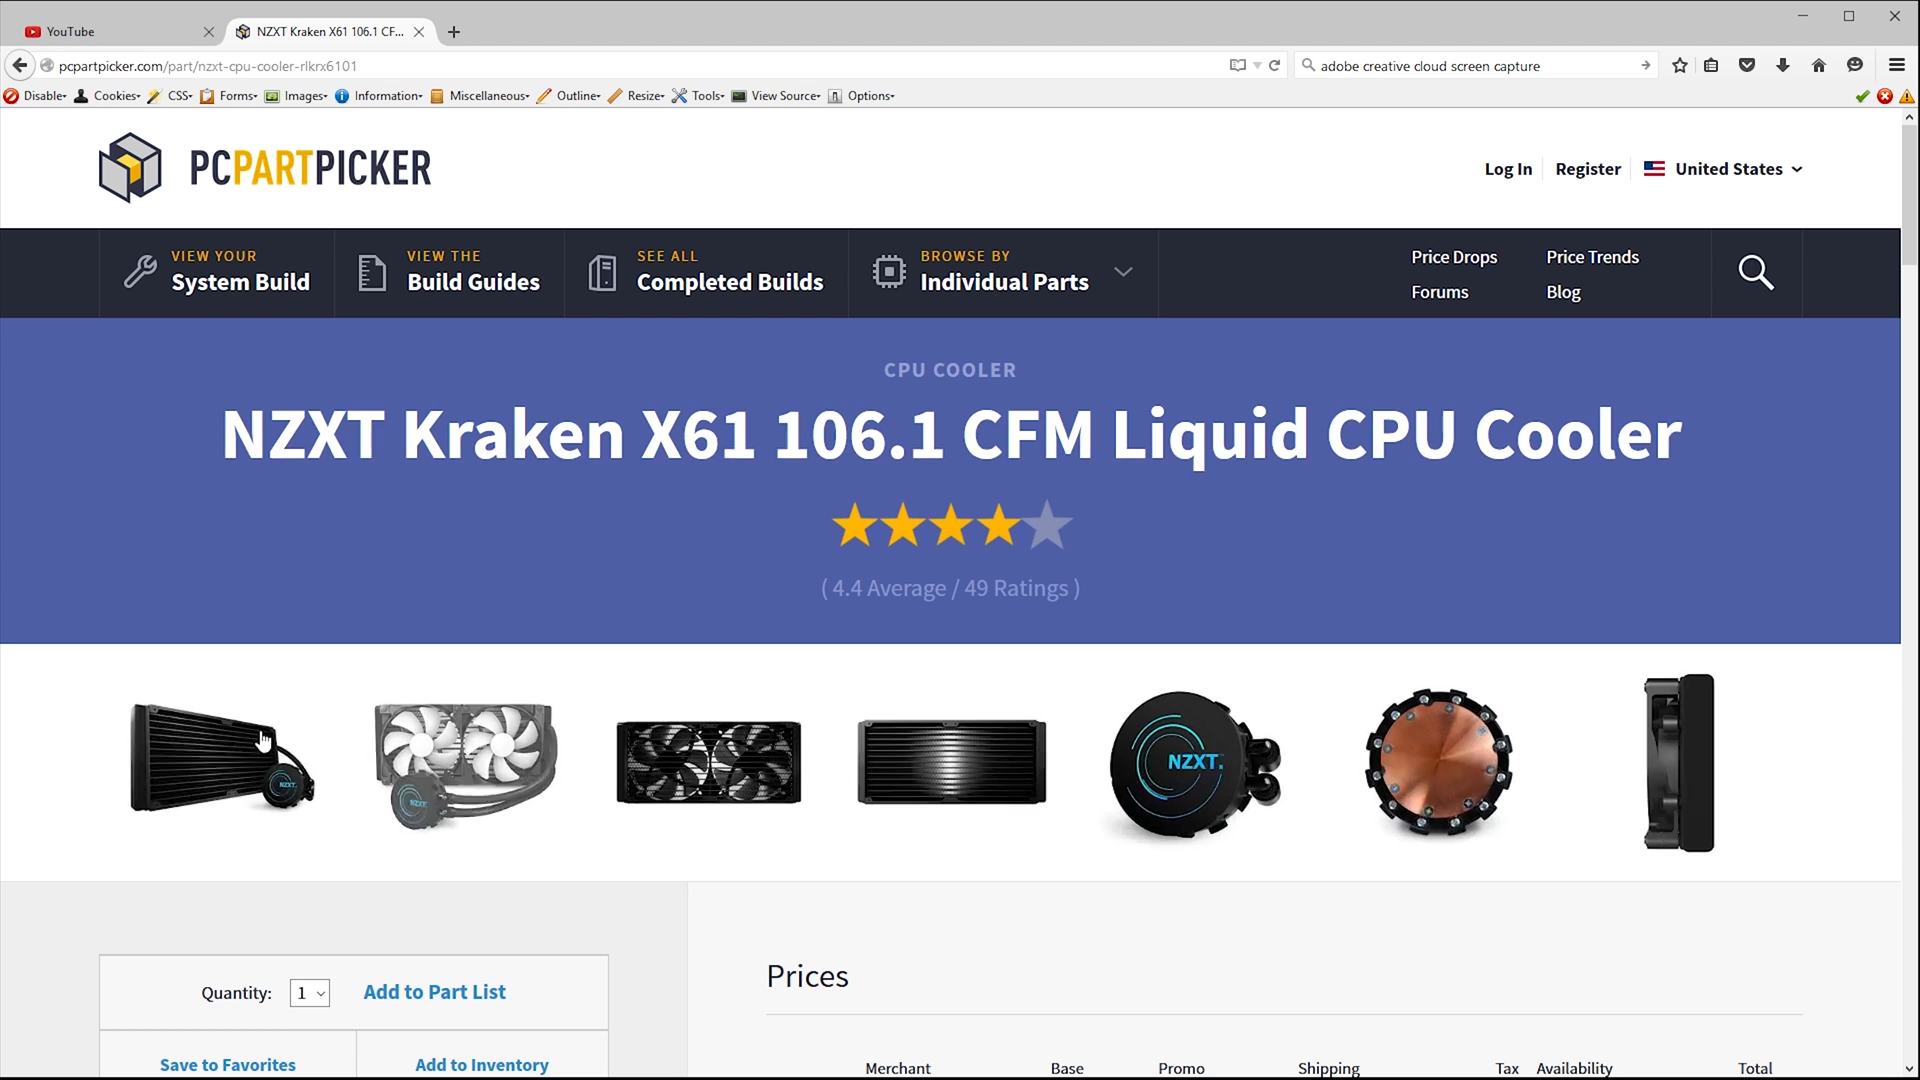 YouTube
NZXT Kraken X61 106.1 CF...
pcpartpicker.com/part/nzxt-cpu-cooler-rlkrx6101
adobe creative cloud screen capture
Disable Cookies CSS Forms Images Information Miscellaneous Outline Resize Tools View Source Options
PCPARTPICKER
Log In Register United States
VIEW YOUR
System Build
VIEW THE
Build Guides
SEE ALL
Completed Builds
BROWSE BY
Individual Parts
Price Drops Price Trends
Forums Blog
CPU COOLER
NZXT Kraken X61 106.1 CFM Liquid CPU Cooler
( 4.4 Average / 49 Ratings )
NZXT
NZXT
NZXT.
Quantity: 1 Add to Part List
Save to Favorites Add to Inventory
Prices
Merchant Base Promo Shipping Tax Availability Total